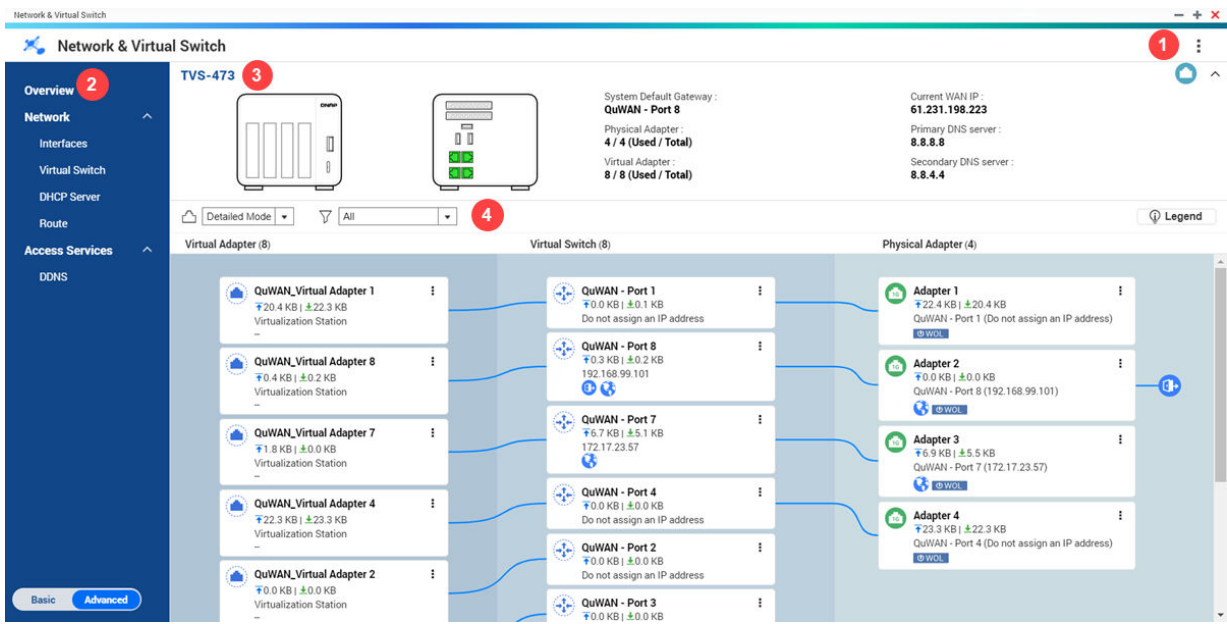 Network & Virtual Switch
Network & Virtual Switch
1
Overview
2
Network
Interfaces
Virtual Switch
DHCP Server
Route
Access Services
DDNS
Basic
Advanced
TVS-473
3
QNAP
System Default Gateway :
QuWAN - Port 8
Physical Adapter :
4 / 4 (Used / Total)
Virtual Adapter :
8 / 8 (Used / Total)
Current WAN IP :
61.231.198.223
Primary DNS server :
8.8.8.8
Secondary DNS server :
8.8.4.4
Detailed Mode
All
4
Legend
Virtual Adapter (8)
Virtual Switch (8)
Physical Adapter (4)
QuWAN_Virtual Adapter 1
20.4 KB | 22.3 KB
Virtualization Station
--
QuWAN_Virtual Adapter 8
0.4 KB | 0.2 KB
Virtualization Station
--
QuWAN_Virtual Adapter 7
1.8 KB | 0.0 KB
Virtualization Station
--
QuWAN_Virtual Adapter 4
22.3 KB | 23.3 KB
Virtualization Station
--
QuWAN_Virtual Adapter 2
0.0 KB | 0.0 KB
Virtualization Station
--
QuWAN - Port 1
0.0 KB | 0.1 KB
Do not assign an IP address
QuWAN - Port 8
0.3 KB | 0.2 KB
192.168.99.101
QuWAN - Port 7
6.7 KB | 5.1 KB
172.17.23.57
QuWAN - Port 4
0.0 KB | 0.0 KB
Do not assign an IP address
QuWAN - Port 2
0.0 KB | 0.0 KB
Do not assign an IP address
QuWAN - Port 3
0.0 KB | 0.0 KB
1G
Adapter 1
22.4 KB | 20.4 KB
QuWAN - Port 1 (Do not assign an IP address)
WOL
1G
Adapter 2
0.0 KB | 0.0 KB
QuWAN - Port 8 (192.168.99.101)
WOL
1G
Adapter 3
6.9 KB | 5.5 KB
QuWAN - Port 7 (172.17.23.57)
WOL
1G
Adapter 4
23.3 KB | 22.3 KB
QuWAN - Port 4 (Do not assign an IP address)
WOL